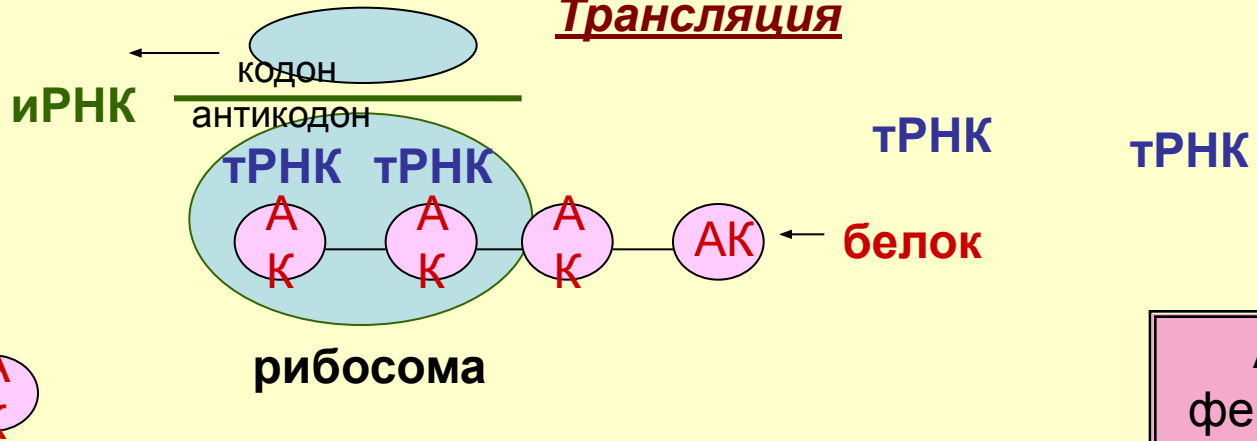 Трансляция
кодон
иРНК
антикодон
тРНК тРНК
тРНК
тРНК
А
К
А
К
А
К
АК
белок
рибосома